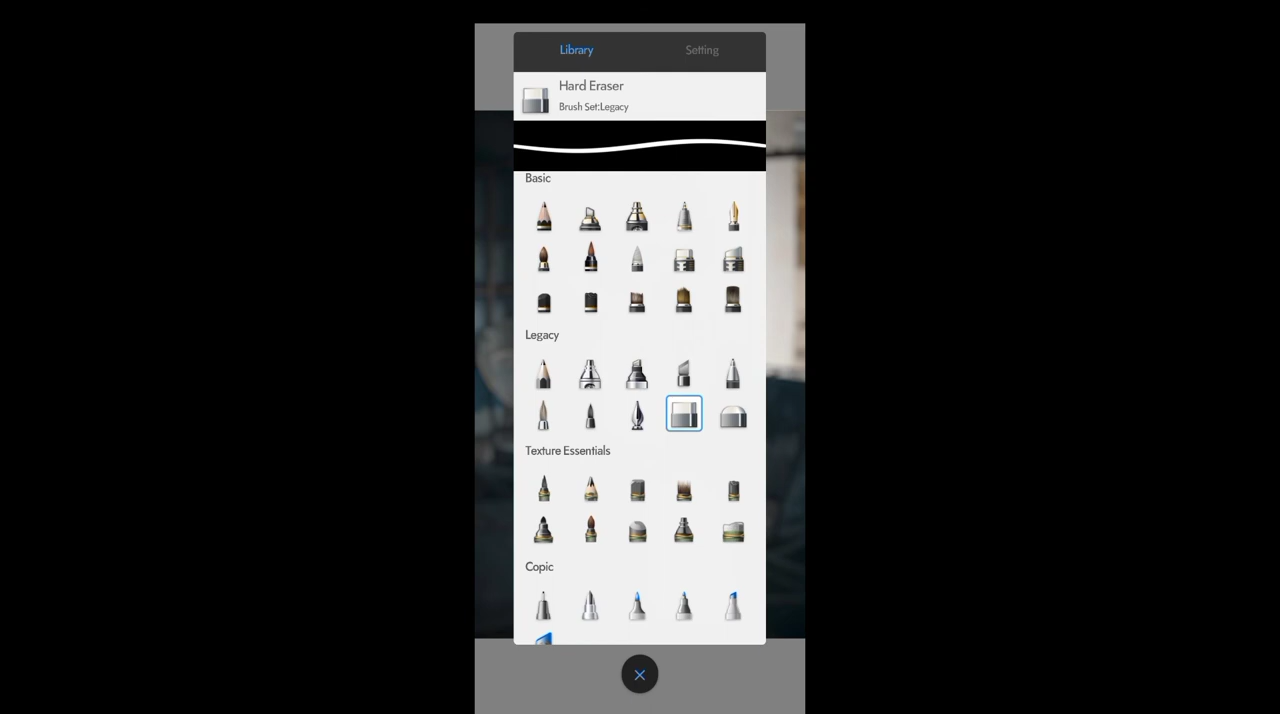 Library
Setting
Hard Eraser
Brush Set:Legacy
Basic
Legacy
Texture Essentials
Copic